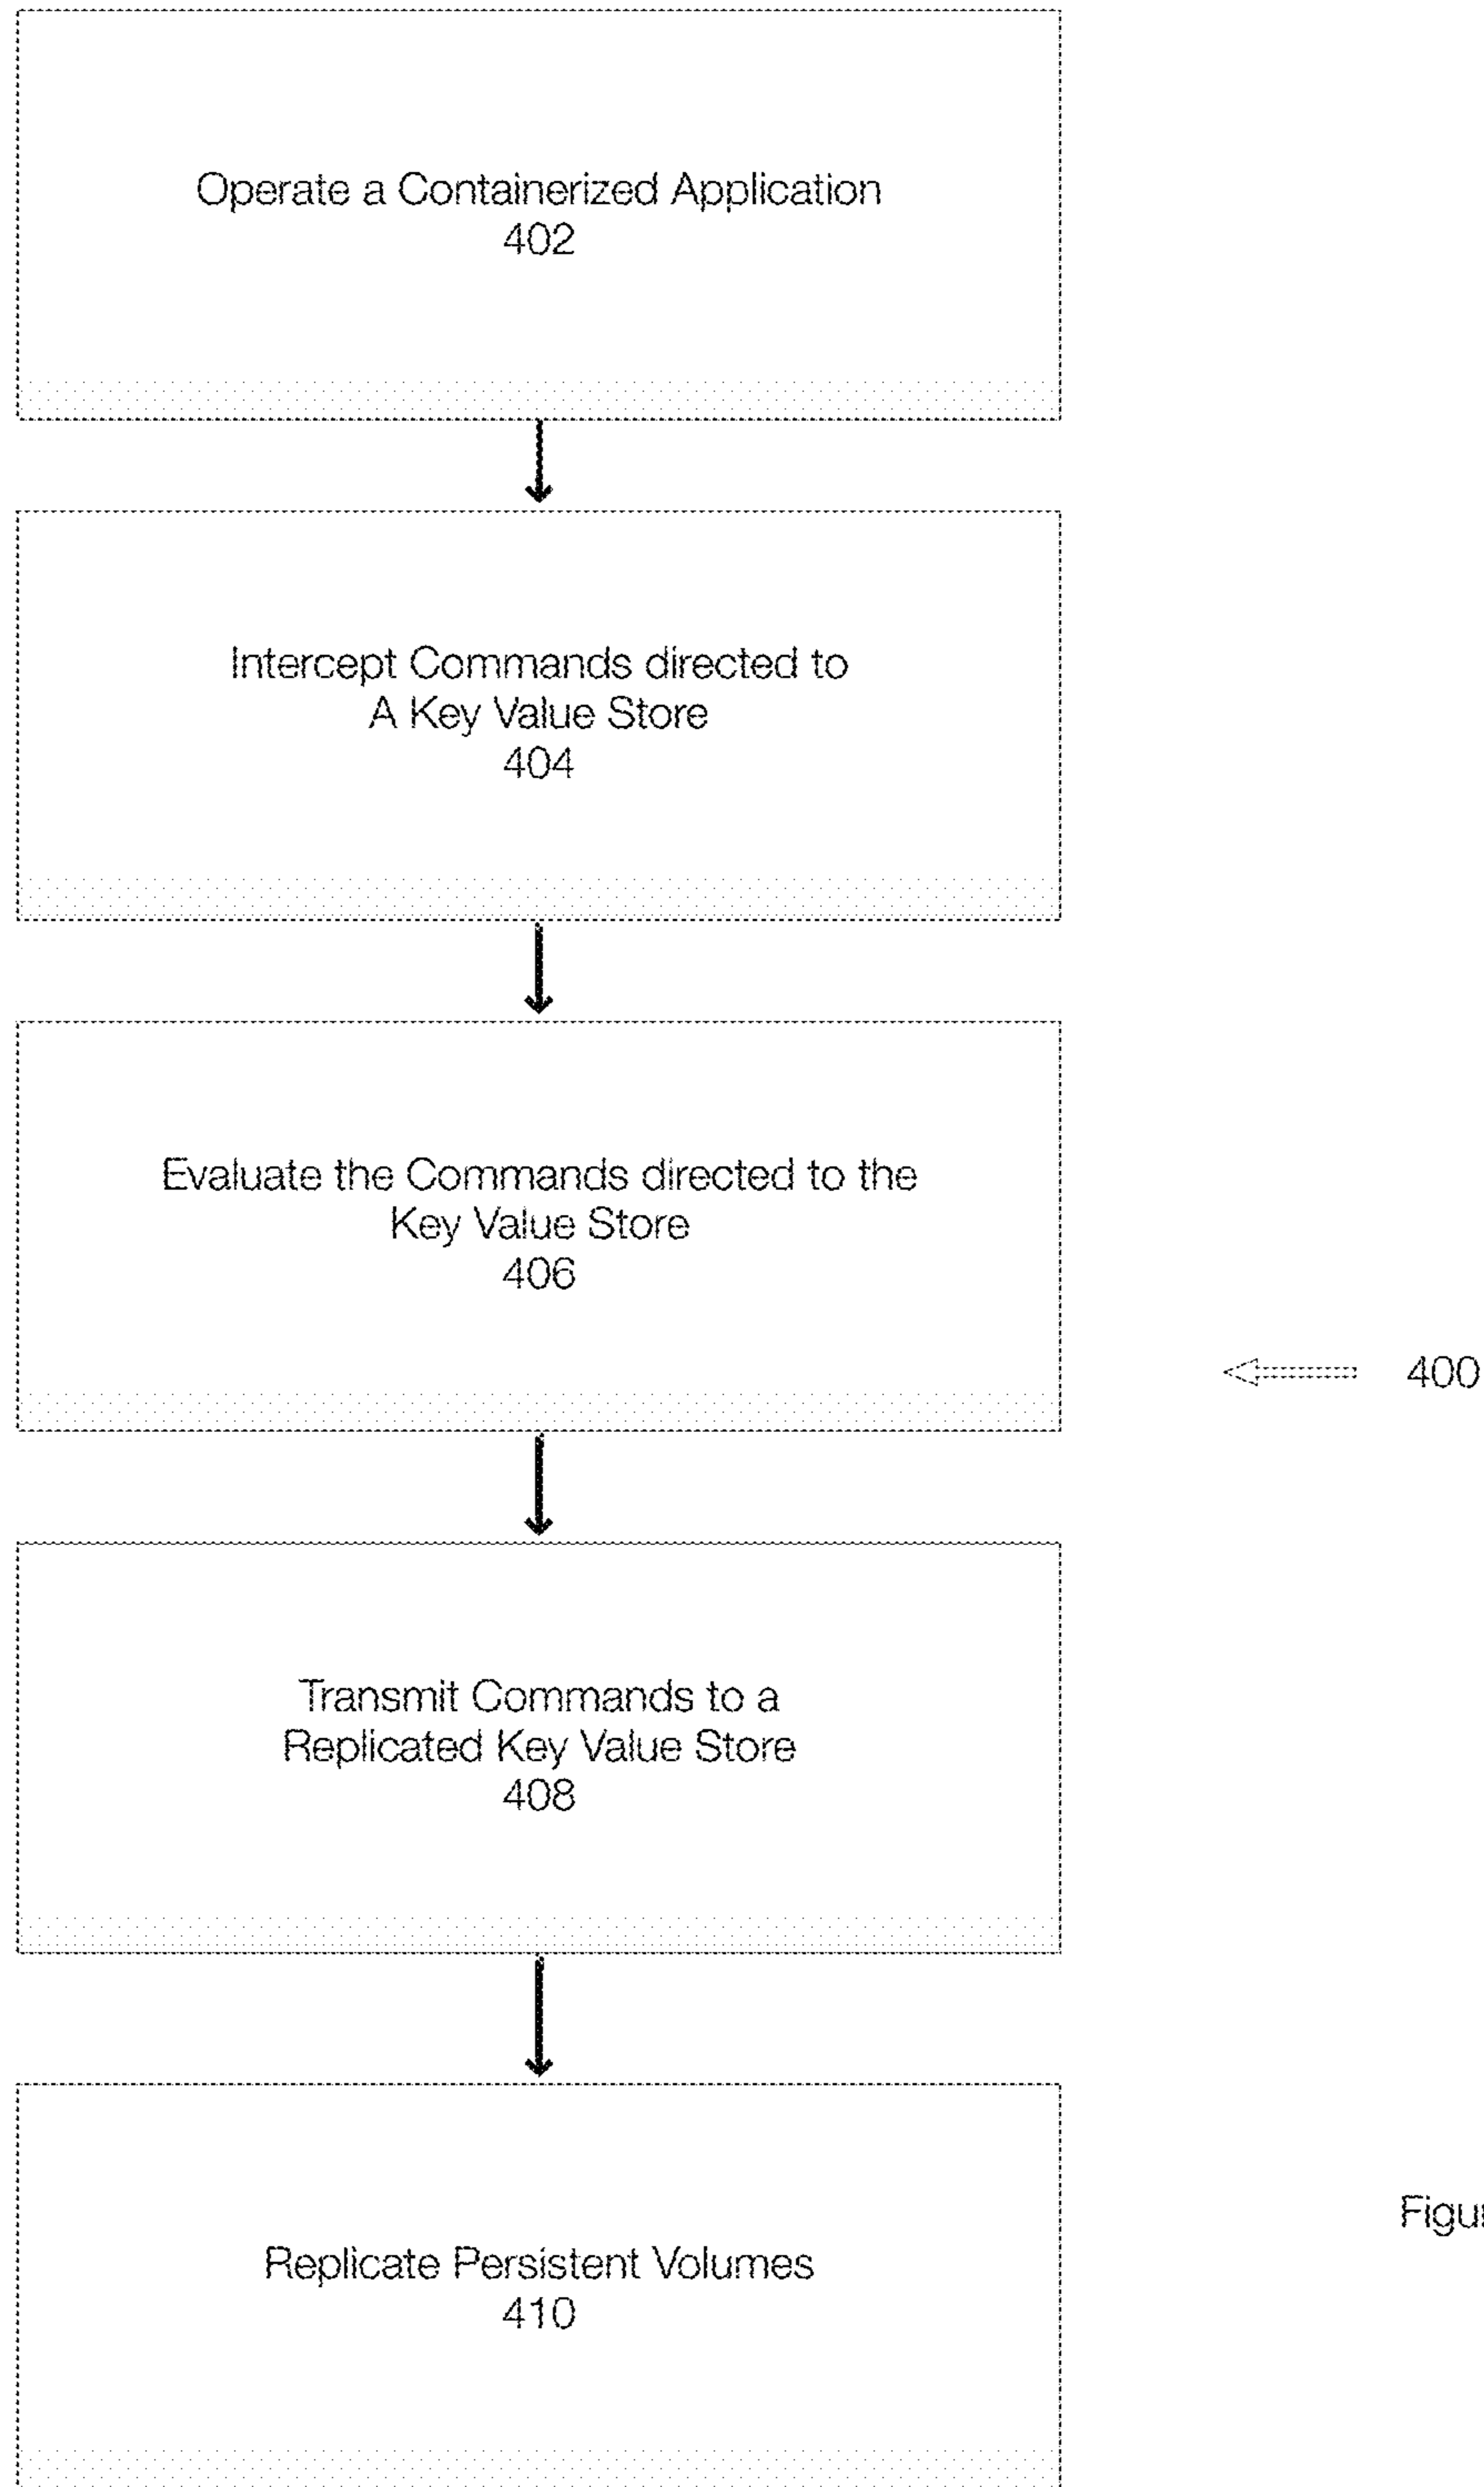 Operate a Containerized Application
402
Intercept Commands directed to
A Key Value Store
404
Evaluate the Commands directed to the
Key Value Store
406
400
Transmit Commands to a
Replicated Key Value Store
408
Replicate Persistent Volumes
410